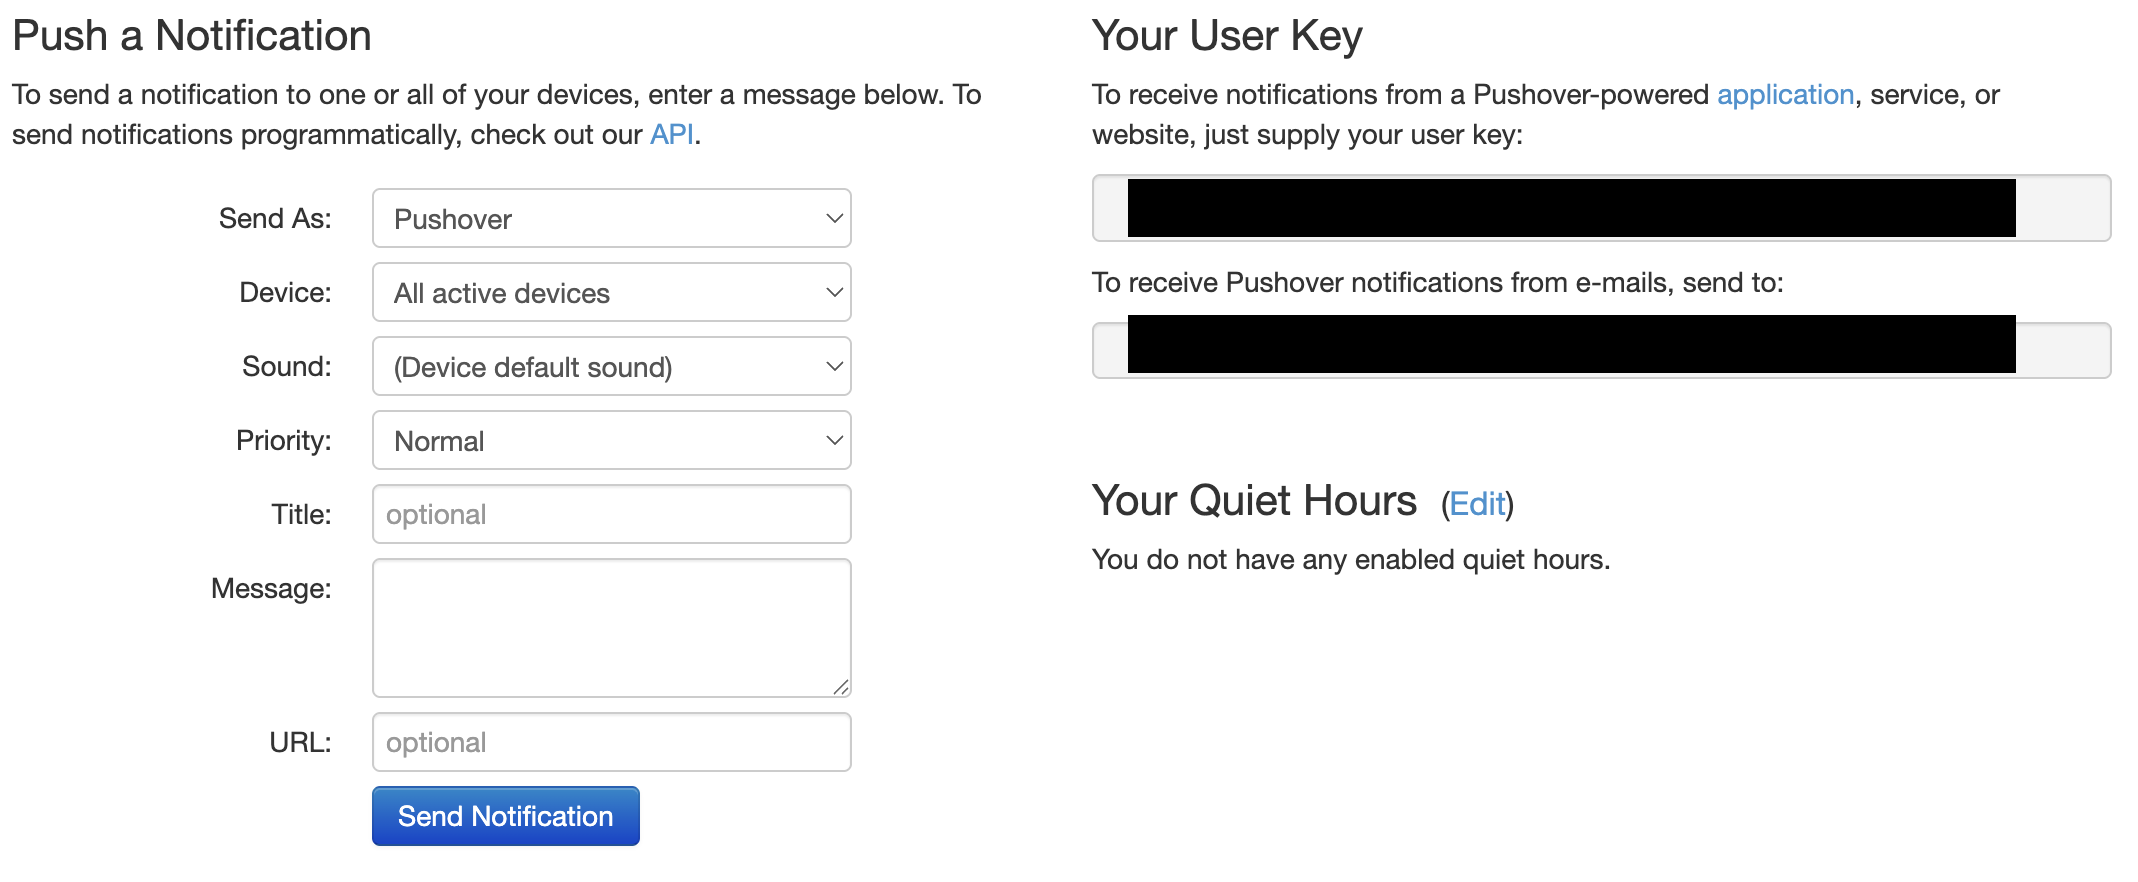 Push a Notification
To send a notification to one or all of your devices, enter a message below. To
send notifications programmatically, check out our API.
Send As: Pushover
Device: All active devices
Sound: (Device default sound)
Priority: Normal
Title: optional
Message:
URL: optional
Send Notification
Your User Key
To receive notifications from a Pushover-powered application, service, or
website, just supply your user key:
To receive Pushover notifications from e-mails, send to:
Your Quiet Hours (Edit)
You do not have any enabled quiet hours.